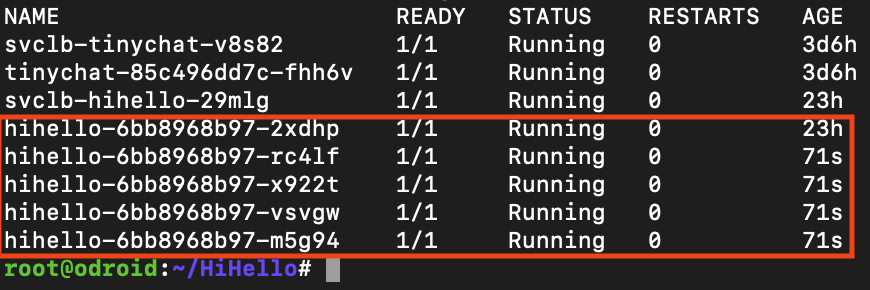 NAME READY STATUS RESTARTS AGE
svclb-tinychat-v8s82 1/1 Running 0 3d6h
tinychat-85c496dd7c-fhh6v 1/1 Running 0 3d6h
svclb-hihello-29mlg 1/1 Running 0 23h
hihello-6bb8968b97-2xdhp 1/1 Running 0 23h
hihello-6bb8968b97-rc4lf 1/1 Running 0 71s
hihello-6bb8968b97-x922t 1/1 Running 0 71s
hihello-6bb8968b97-vsvgw 1/1 Running 0 71s
hihello-6bb8968b97-m5g94 1/1 Running 0 71s
root@odroid:~/HiHello#